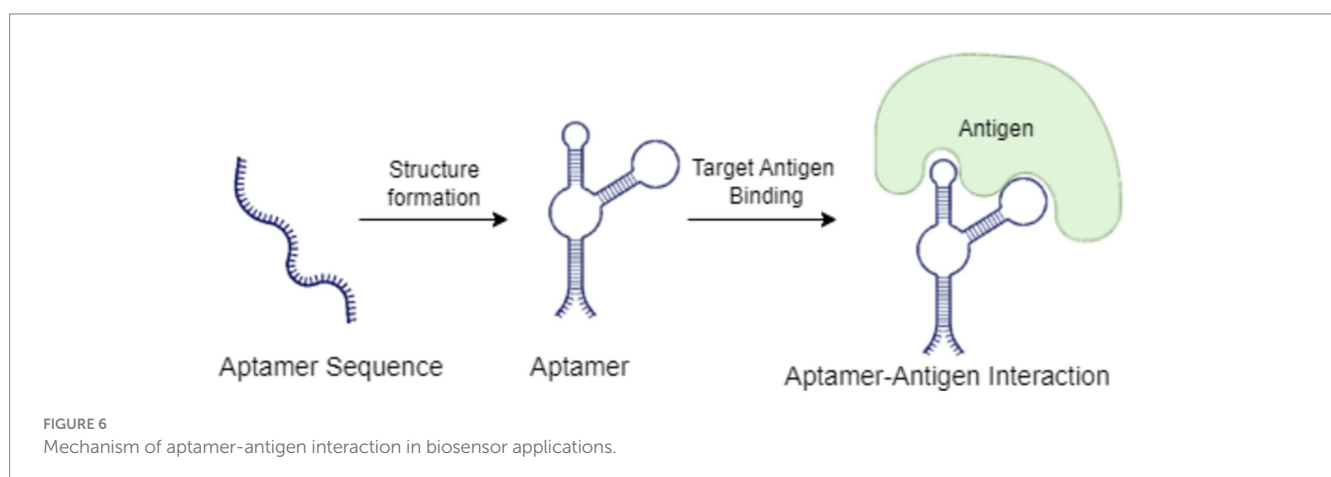 Antigen
Structure
formation
Target Antigen
Binding
Aptamer Sequence
Aptamer
Aptamer-Antigen Interaction
FIGURE 6
Mechanism of aptamer-antigen interaction in biosensor applications.